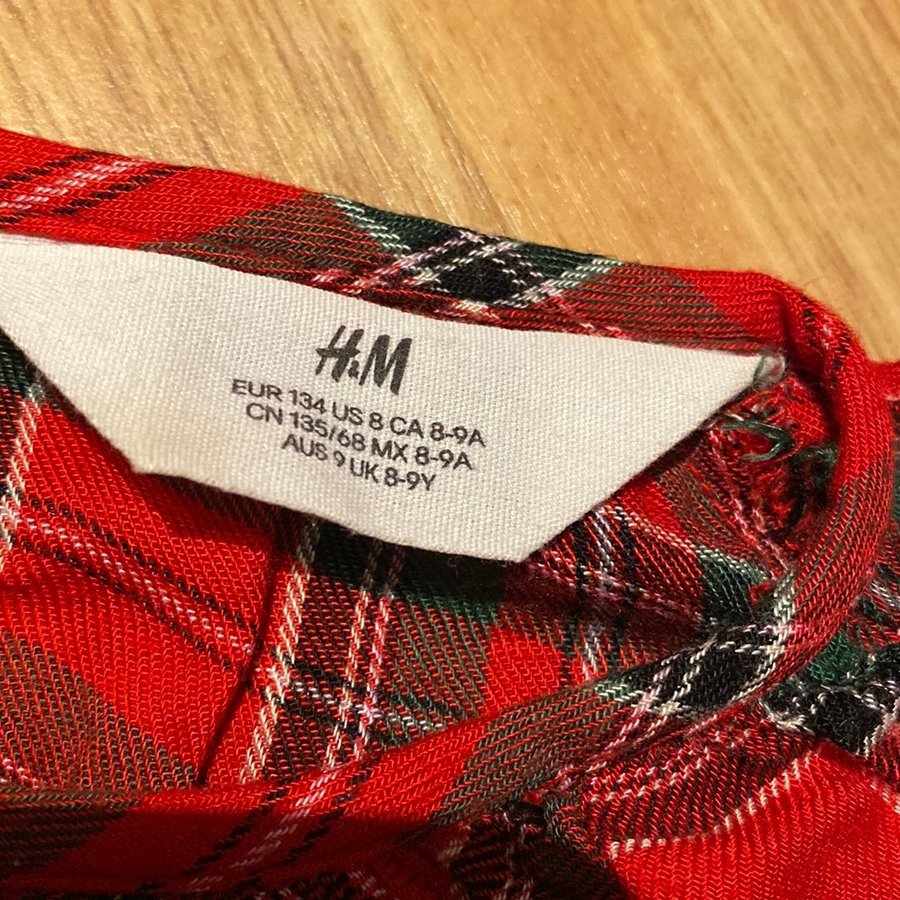 H&M
EUR 134 US 8 CA 8-9A
CN 135/68 MX 8-9A
AUS 9 UK 8-9Y